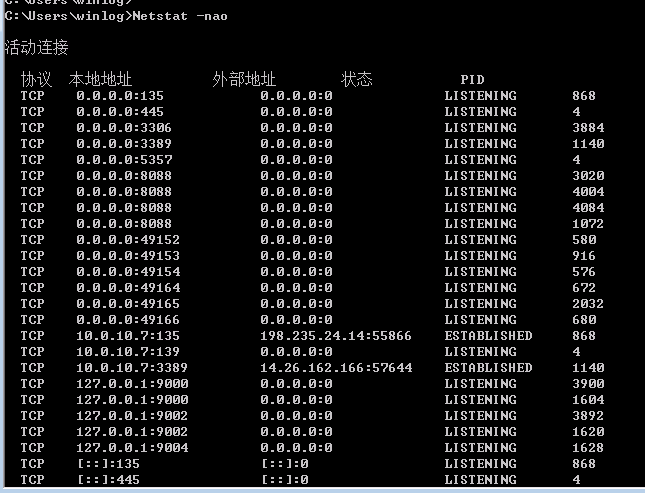 C:\Users\winlog>
C:\Users\winlog>Netstat -nao
活动连接
协议 本地地址 外部地址 状态 PID
TCP 0.0.0.0:135 0.0.0.0:0 LISTENING 868
TCP 0.0.0.0:445 0.0.0.0:0 LISTENING 4
TCP 0.0.0.0:3306 0.0.0.0:0 LISTENING 3884
TCP 0.0.0.0:3389 0.0.0.0:0 LISTENING 1140
TCP 0.0.0.0:5357 0.0.0.0:0 LISTENING 4
TCP 0.0.0.0:8088 0.0.0.0:0 LISTENING 3020
TCP 0.0.0.0:8088 0.0.0.0:0 LISTENING 4004
TCP 0.0.0.0:8088 0.0.0.0:0 LISTENING 4084
TCP 0.0.0.0:8088 0.0.0.0:0 LISTENING 1072
TCP 0.0.0.0:49152 0.0.0.0:0 LISTENING 580
TCP 0.0.0.0:49153 0.0.0.0:0 LISTENING 916
TCP 0.0.0.0:49154 0.0.0.0:0 LISTENING 576
TCP 0.0.0.0:49164 0.0.0.0:0 LISTENING 672
TCP 0.0.0.0:49165 0.0.0.0:0 LISTENING 2032
TCP 0.0.0.0:49166 0.0.0.0:0 LISTENING 680
TCP 10.0.10.7:135 198.235.24.14:55866 ESTABLISHED 868
TCP 10.0.10.7:139 0.0.0.0:0 LISTENING 4
TCP 10.0.10.7:3389 14.26.162.166:57644 ESTABLISHED 1140
TCP 127.0.0.1:9000 0.0.0.0:0 LISTENING 3900
TCP 127.0.0.1:9000 0.0.0.0:0 LISTENING 1604
TCP 127.0.0.1:9002 0.0.0.0:0 LISTENING 3892
TCP 127.0.0.1:9002 0.0.0.0:0 LISTENING 1620
TCP 127.0.0.1:9004 0.0.0.0:0 LISTENING 1628
TCP [::]:135 [::]:0 LISTENING 868
TCP [::]:445 [::]:0 LISTENING 4